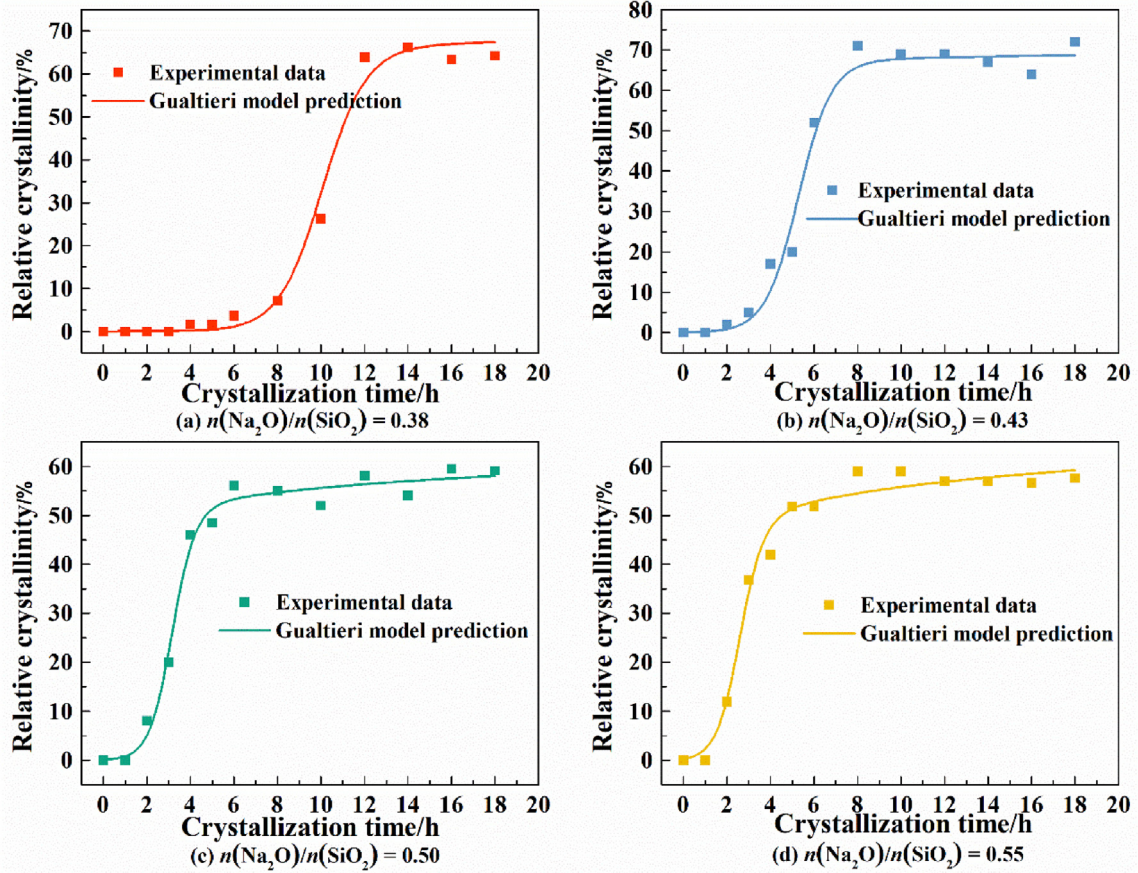 70
60
50
40
30
20
10
0
Relative crystallinity/%
Experimental data
Gualtieri model prediction
0 2 4 6 8 10 12 14 16 18 20
Crystallization time/h
(a) n(Na₂O)/n(SiO₂) = 0.38
80
70
60
50
40
30
20
10
0
Relative crystallinity/%
Experimental data
Gualtieri model prediction
0 2 4 6 8 10 12 14 16 18 20
Crystallization time/h
(b) n(Na₂O)/n(SiO₂) = 0.43
60
50
40
30
20
10
0
Relative crystallinity/%
Experimental data
Gualtieri model prediction
0 2 4 6 8 10 12 14 16 18 20
Crystallization time/h
(c) n(Na₂O)/n(SiO₂) = 0.50
60
50
40
30
20
10
0
Relative crystallinity/%
Experimental data
Gualtieri model prediction
0 2 4 6 8 10 12 14 16 18 20
Crystallization time/h
(d) n(Na₂O)/n(SiO₂) = 0.55